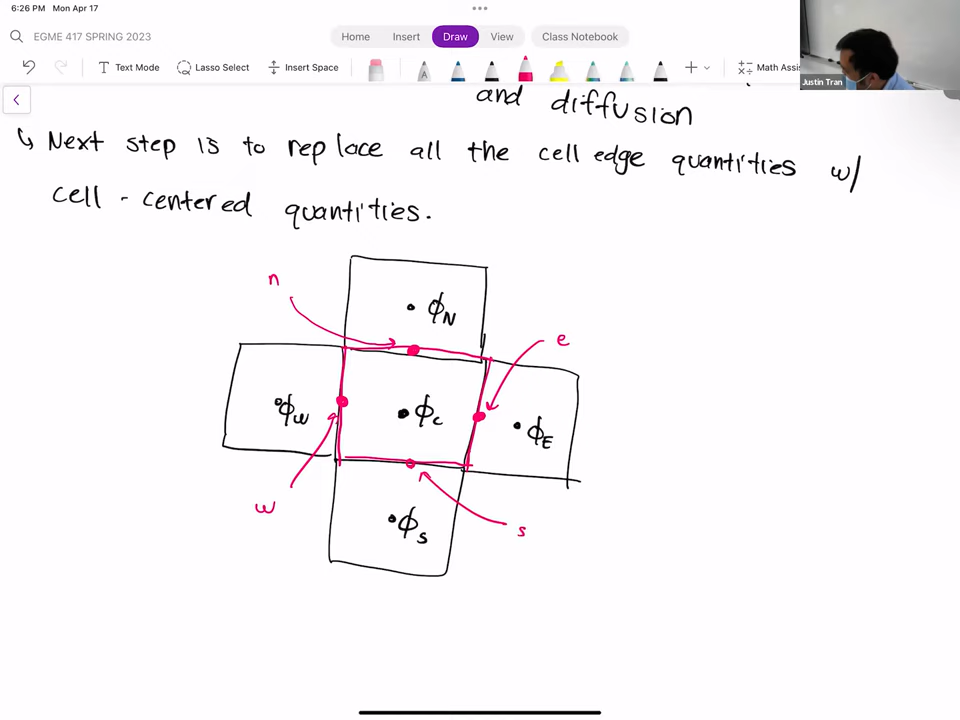 6:26 PM Mon Apr 17
EGME 417 SPRING 2023
Home Insert Draw View Class Notebook
Text Mode Lasso Select Insert Space Math Assis
Justin Tran
and diffusion
↳ Next step is to replace all the cell edge quantities w/
cell - centered quantities.
n
ϕN
e
ϕW
ϕC
ϕE
w
ϕS
s